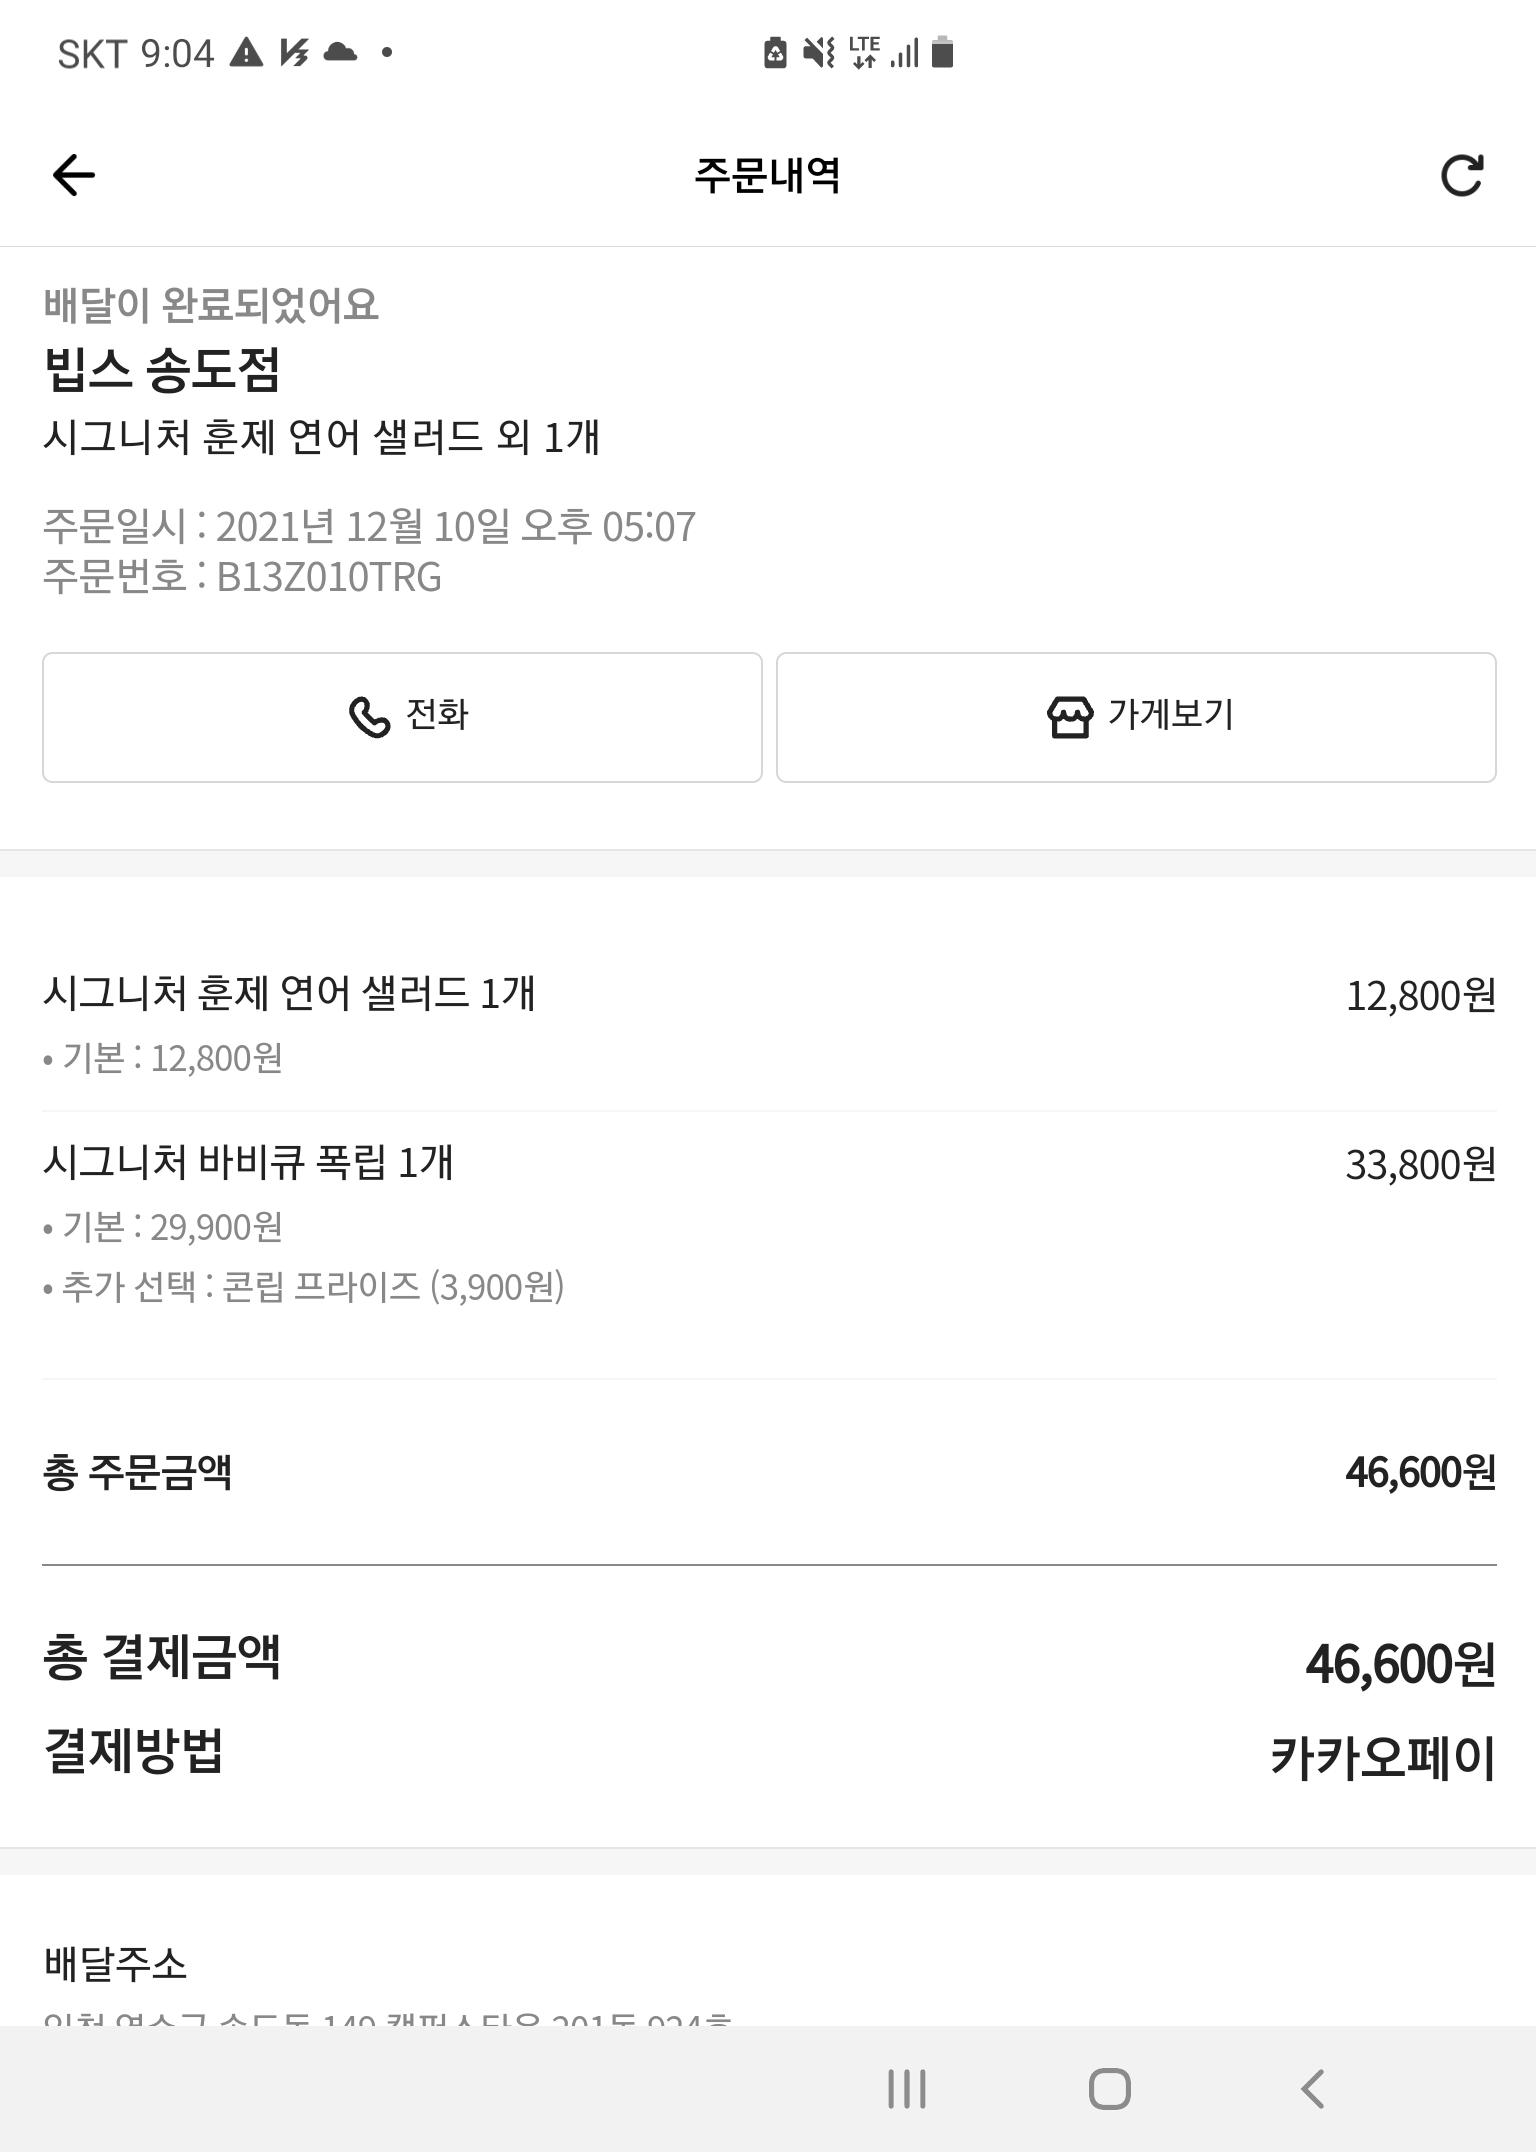 SKT 9:04
LTE
주문내역
배달이 완료되었어요
빕스 송도점
시그니처 훈제 연어 샐러드 외 1개
주문일시 : 2021년 12월 10일 오후 05:07
주문번호 : B13Z010TRG
전화
가게보기
시그니처 훈제 연어 샐러드 1개 12,800원
• 기본 : 12,800원
시그니처 바비큐 폭립 1개 33,800원
• 기본 : 29,900원
• 추가 선택 : 콘립 프라이즈 (3,900원)
총 주문금액 46,600원
총 결제금액 46,600원
결제방법 카카오페이
배달주소